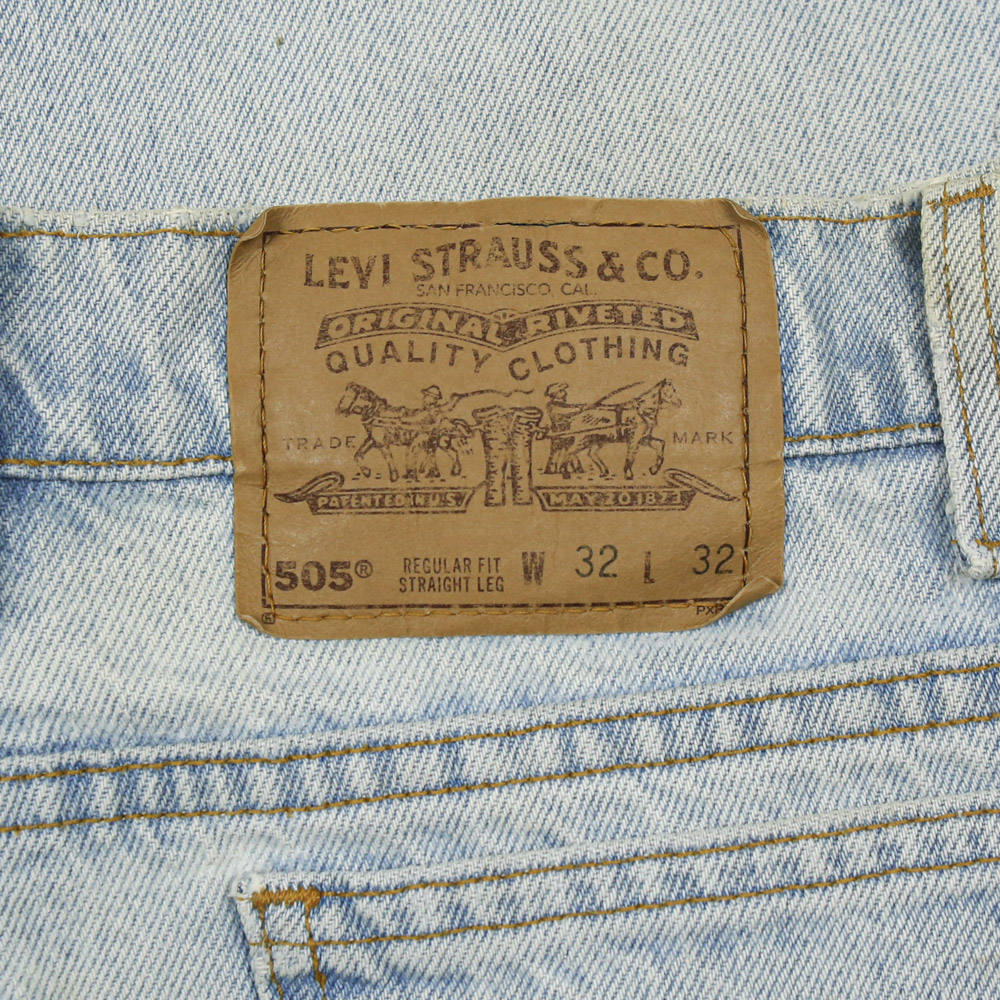 LEVI STRAUSS & CO.
SAN FRANCISCO, CAL.
ORIGINAL RIVETED
QUALITY CLOTHING
TRADE MARK
PATENTED IN U.S. MAY 20 1873
505® REGULAR FIT W 32 L 32
STRAIGHT LEG
®